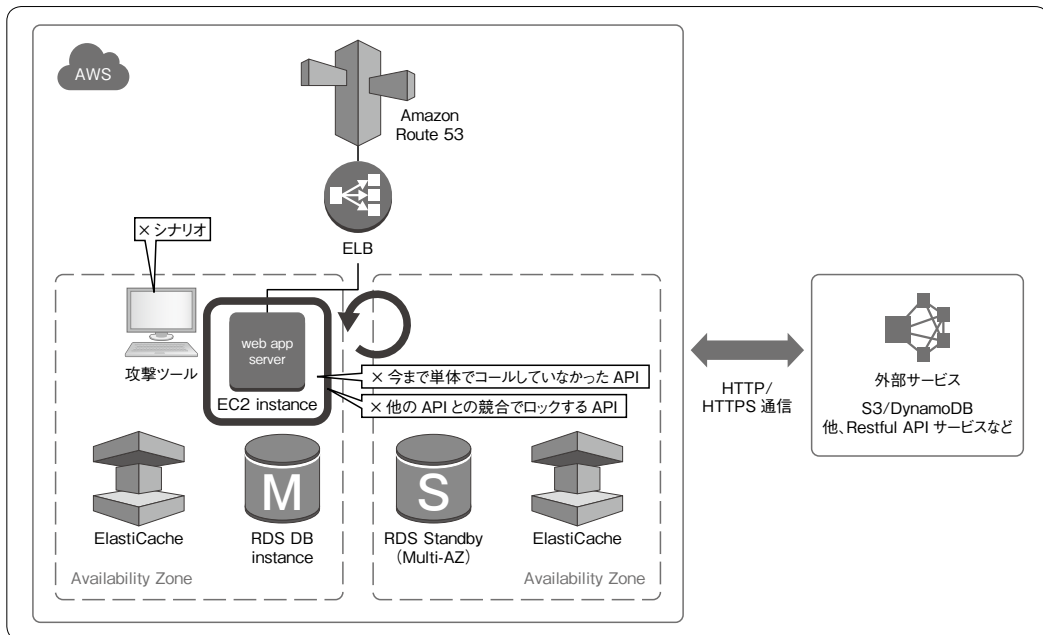 AWS
Amazon
Route 53
ELB
× シナリオ
攻撃ツール
web app
server
EC2 instance
× 今まで単体でコールしていなかった API
× 他の API との競合でロックする API
HTTP/
HTTPS 通信
外部サービス
S3/DynamoDB
他、Restful API サービスなど
ElastiCache
M
RDS DB
instance
S
RDS Standby
（Multi-AZ）
ElastiCache
Availability Zone
Availability Zone